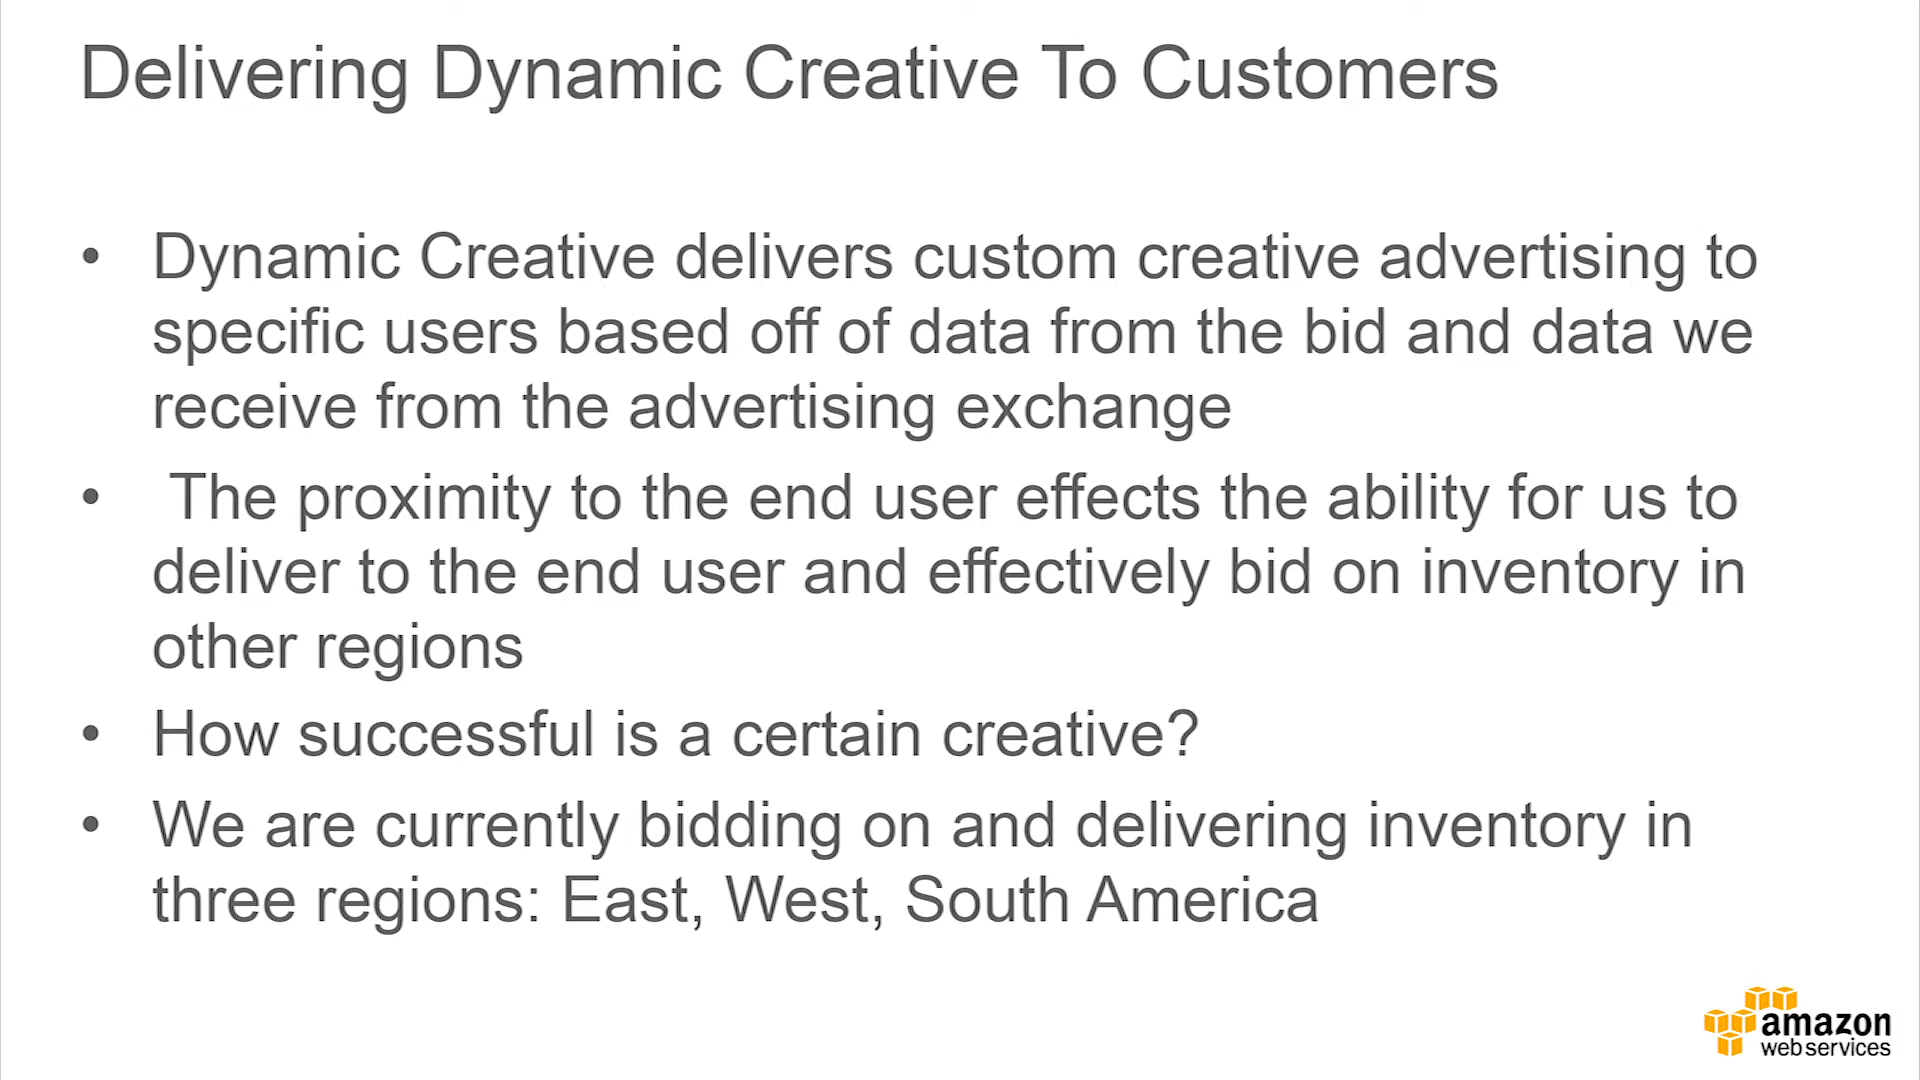 Delivering Dynamic Creative To Customers
• Dynamic Creative delivers custom creative advertising to
specific users based off of data from the bid and data we
receive from the advertising exchange
• The proximity to the end user effects the ability for us to
deliver to the end user and effectively bid on inventory in
other regions
• How successful is a certain creative?
• We are currently bidding on and delivering inventory in
three regions: East, West, South America
amazon
web services